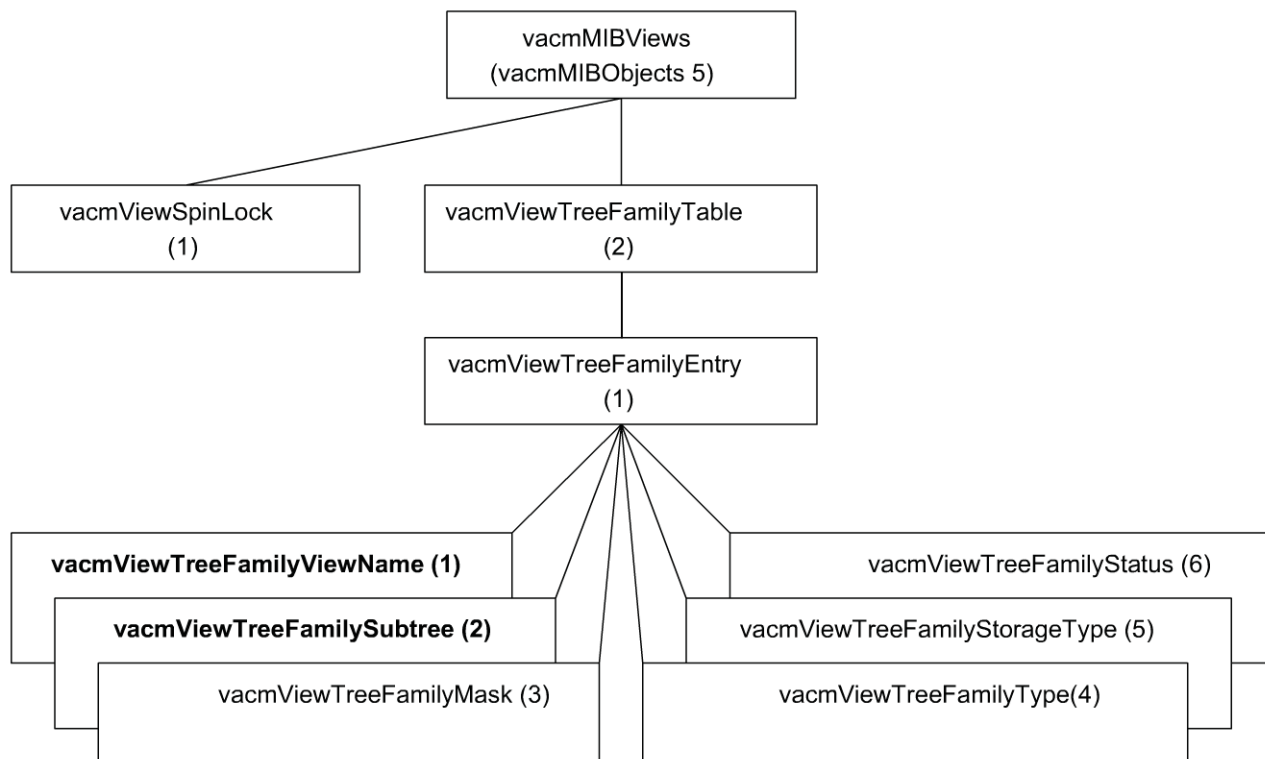 vacmMIBViews
(vacmMIBObjects 5)
vacmViewSpinLock
(1)
vacmViewTreeFamilyTable
(2)
vacmViewTreeFamilyEntry
(1)
vacmViewTreeFamilyViewName (1)
vacmViewTreeFamilyStatus (6)
vacmViewTreeFamilySubtree (2)
vacmViewTreeFamilyStorageType (5)
vacmViewTreeFamilyMask (3)
vacmViewTreeFamilyType(4)